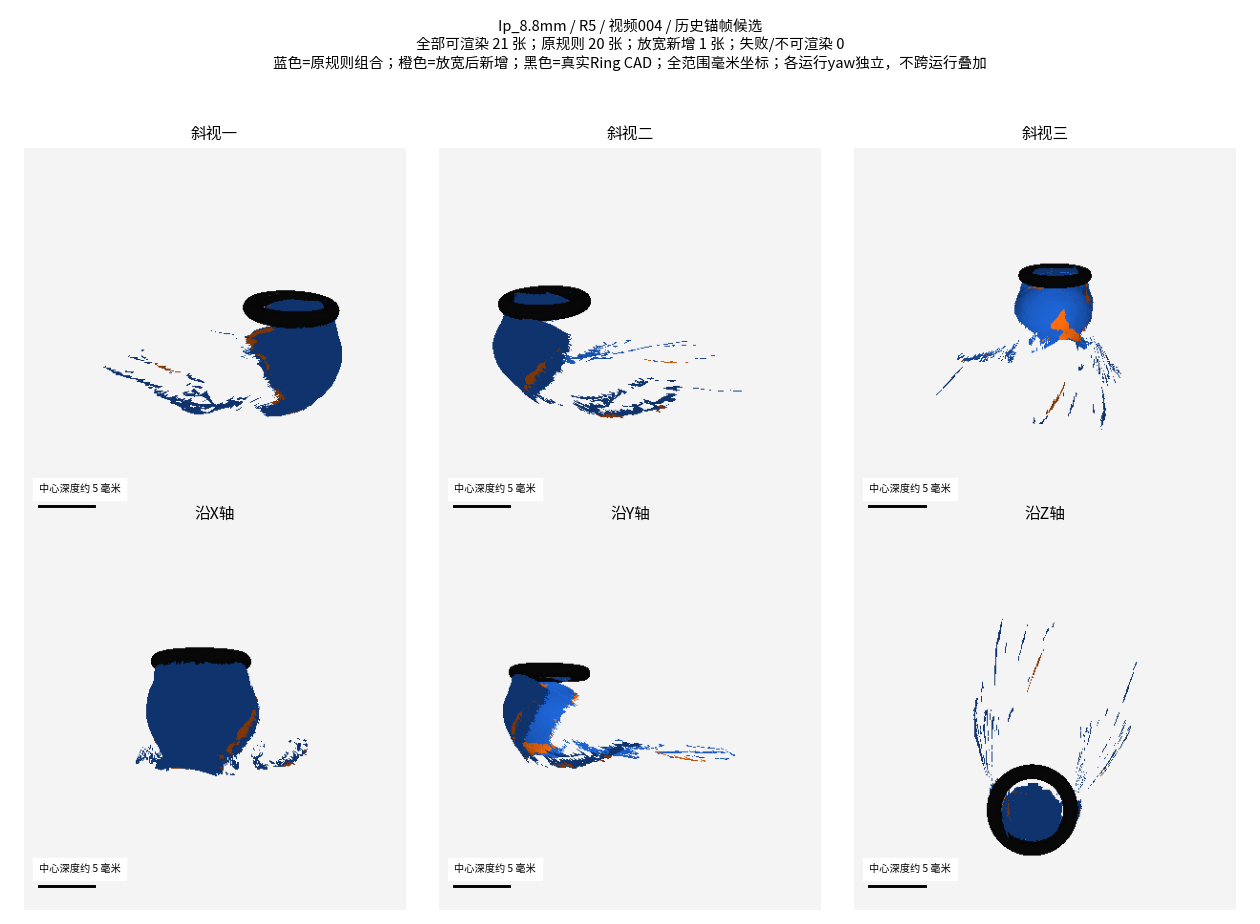 Ip_8.8mm / R5 / 视频004 / 历史锚帧候选
全部可渲染 21 张；原规则 20 张；放宽新增 1 张；失败/不可渲染 0
蓝色=原规则组合；橙色=放宽后新增；黑色=真实Ring CAD；全范围毫米坐标；各运行yaw独立，不跨运行叠加
斜视一
斜视二
斜视三
中心深度约 5 毫米
中心深度约 5 毫米
中心深度约 5 毫米
沿X轴
沿Y轴
沿Z轴
中心深度约 5 毫米
中心深度约 5 毫米
中心深度约 5 毫米